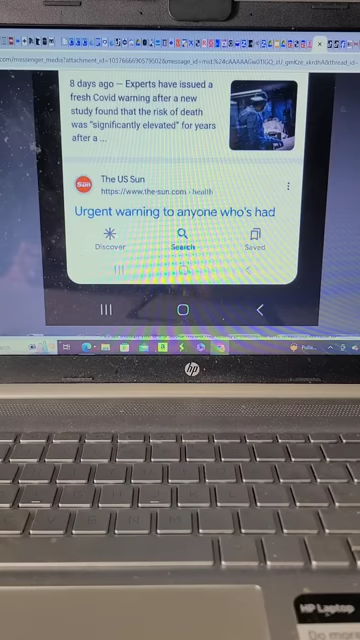 8 days ago — Experts have issued a
fresh Covid warning after a new
study found that the risk of death
was "significantly elevated" for years
after a ...
Sun
The US Sun
https://www.the-sun.com › health
Urgent warning to anyone who's had
Discover
Search
Saved
hp
HP Laptop